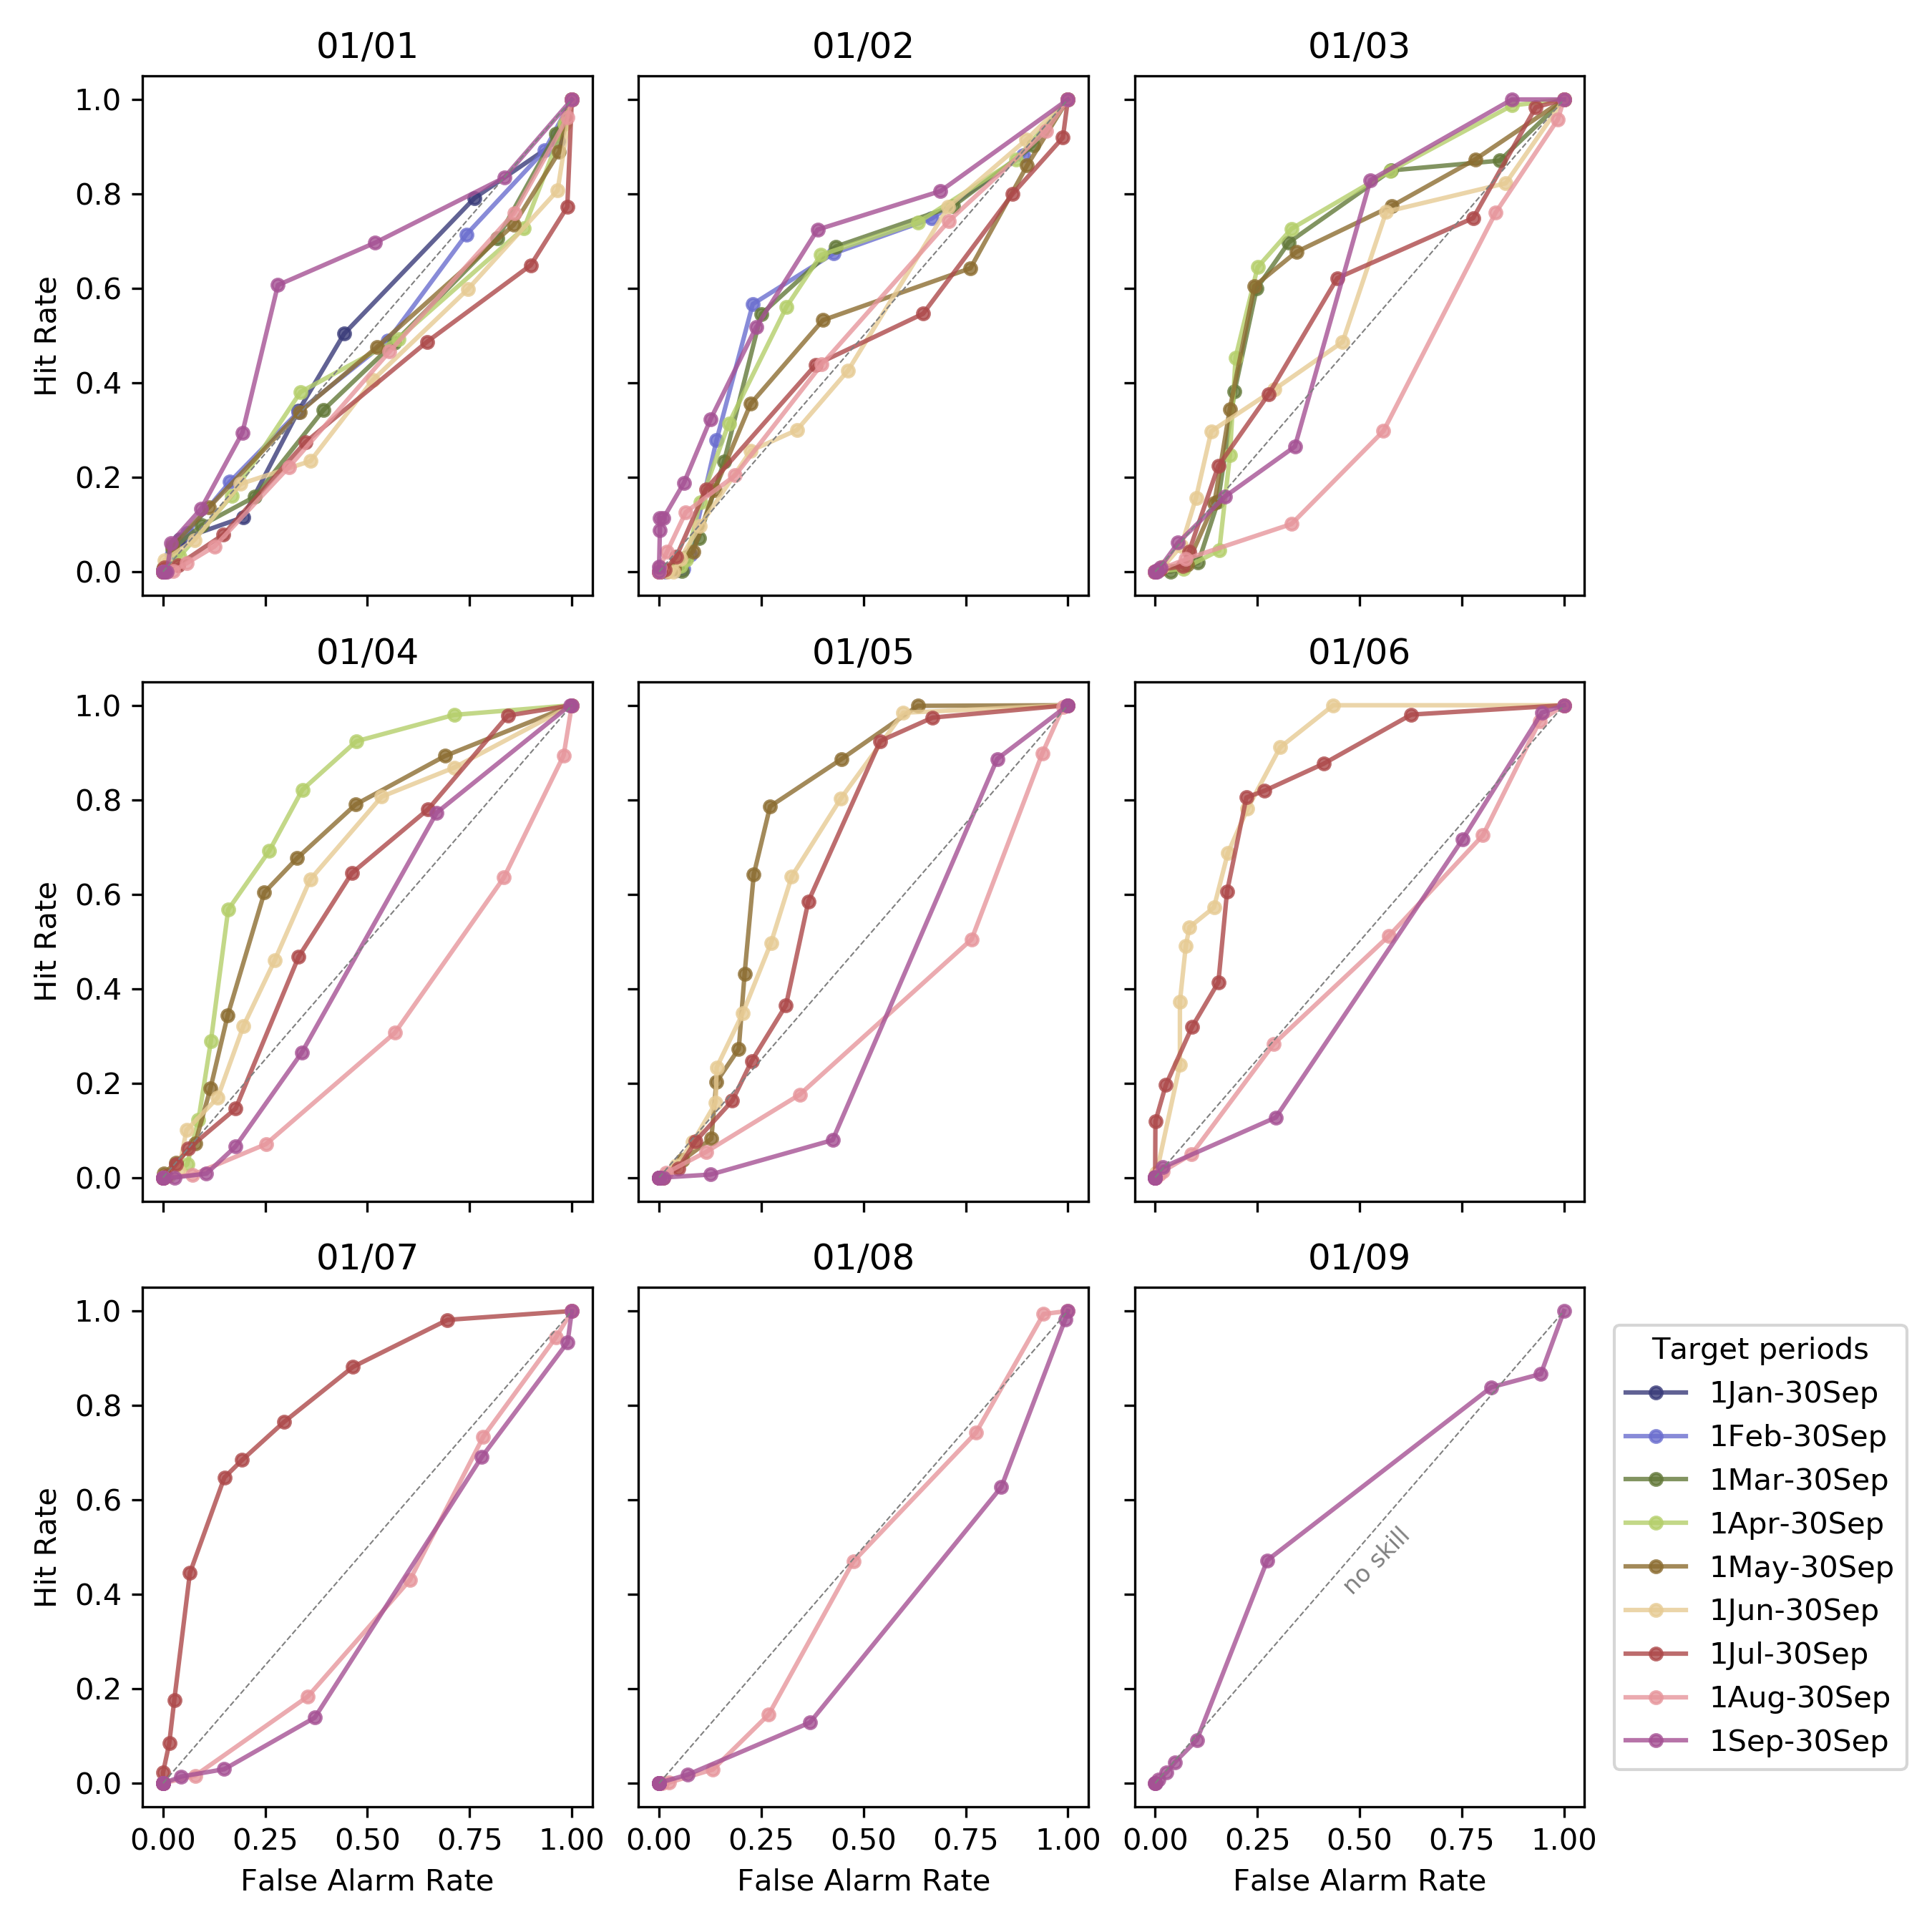 01/01
01/02
01/03
1.0
0.8
0.6
0.4
0.2
0.0
Hit Rate
01/04
01/05
01/06
1.0
0.8
0.6
0.4
0.2
0.0
Hit Rate
01/07
01/08
01/09
1.0
0.8
0.6
0.4
0.2
0.0
Hit Rate
no skill
0.00 0.25 0.50 0.75 1.00
0.00 0.25 0.50 0.75 1.00
0.00 0.25 0.50 0.75 1.00
False Alarm Rate
False Alarm Rate
False Alarm Rate
Target periods
1Jan-30Sep
1Feb-30Sep
1Mar-30Sep
1Apr-30Sep
1May-30Sep
1Jun-30Sep
1Jul-30Sep
1Aug-30Sep
1Sep-30Sep